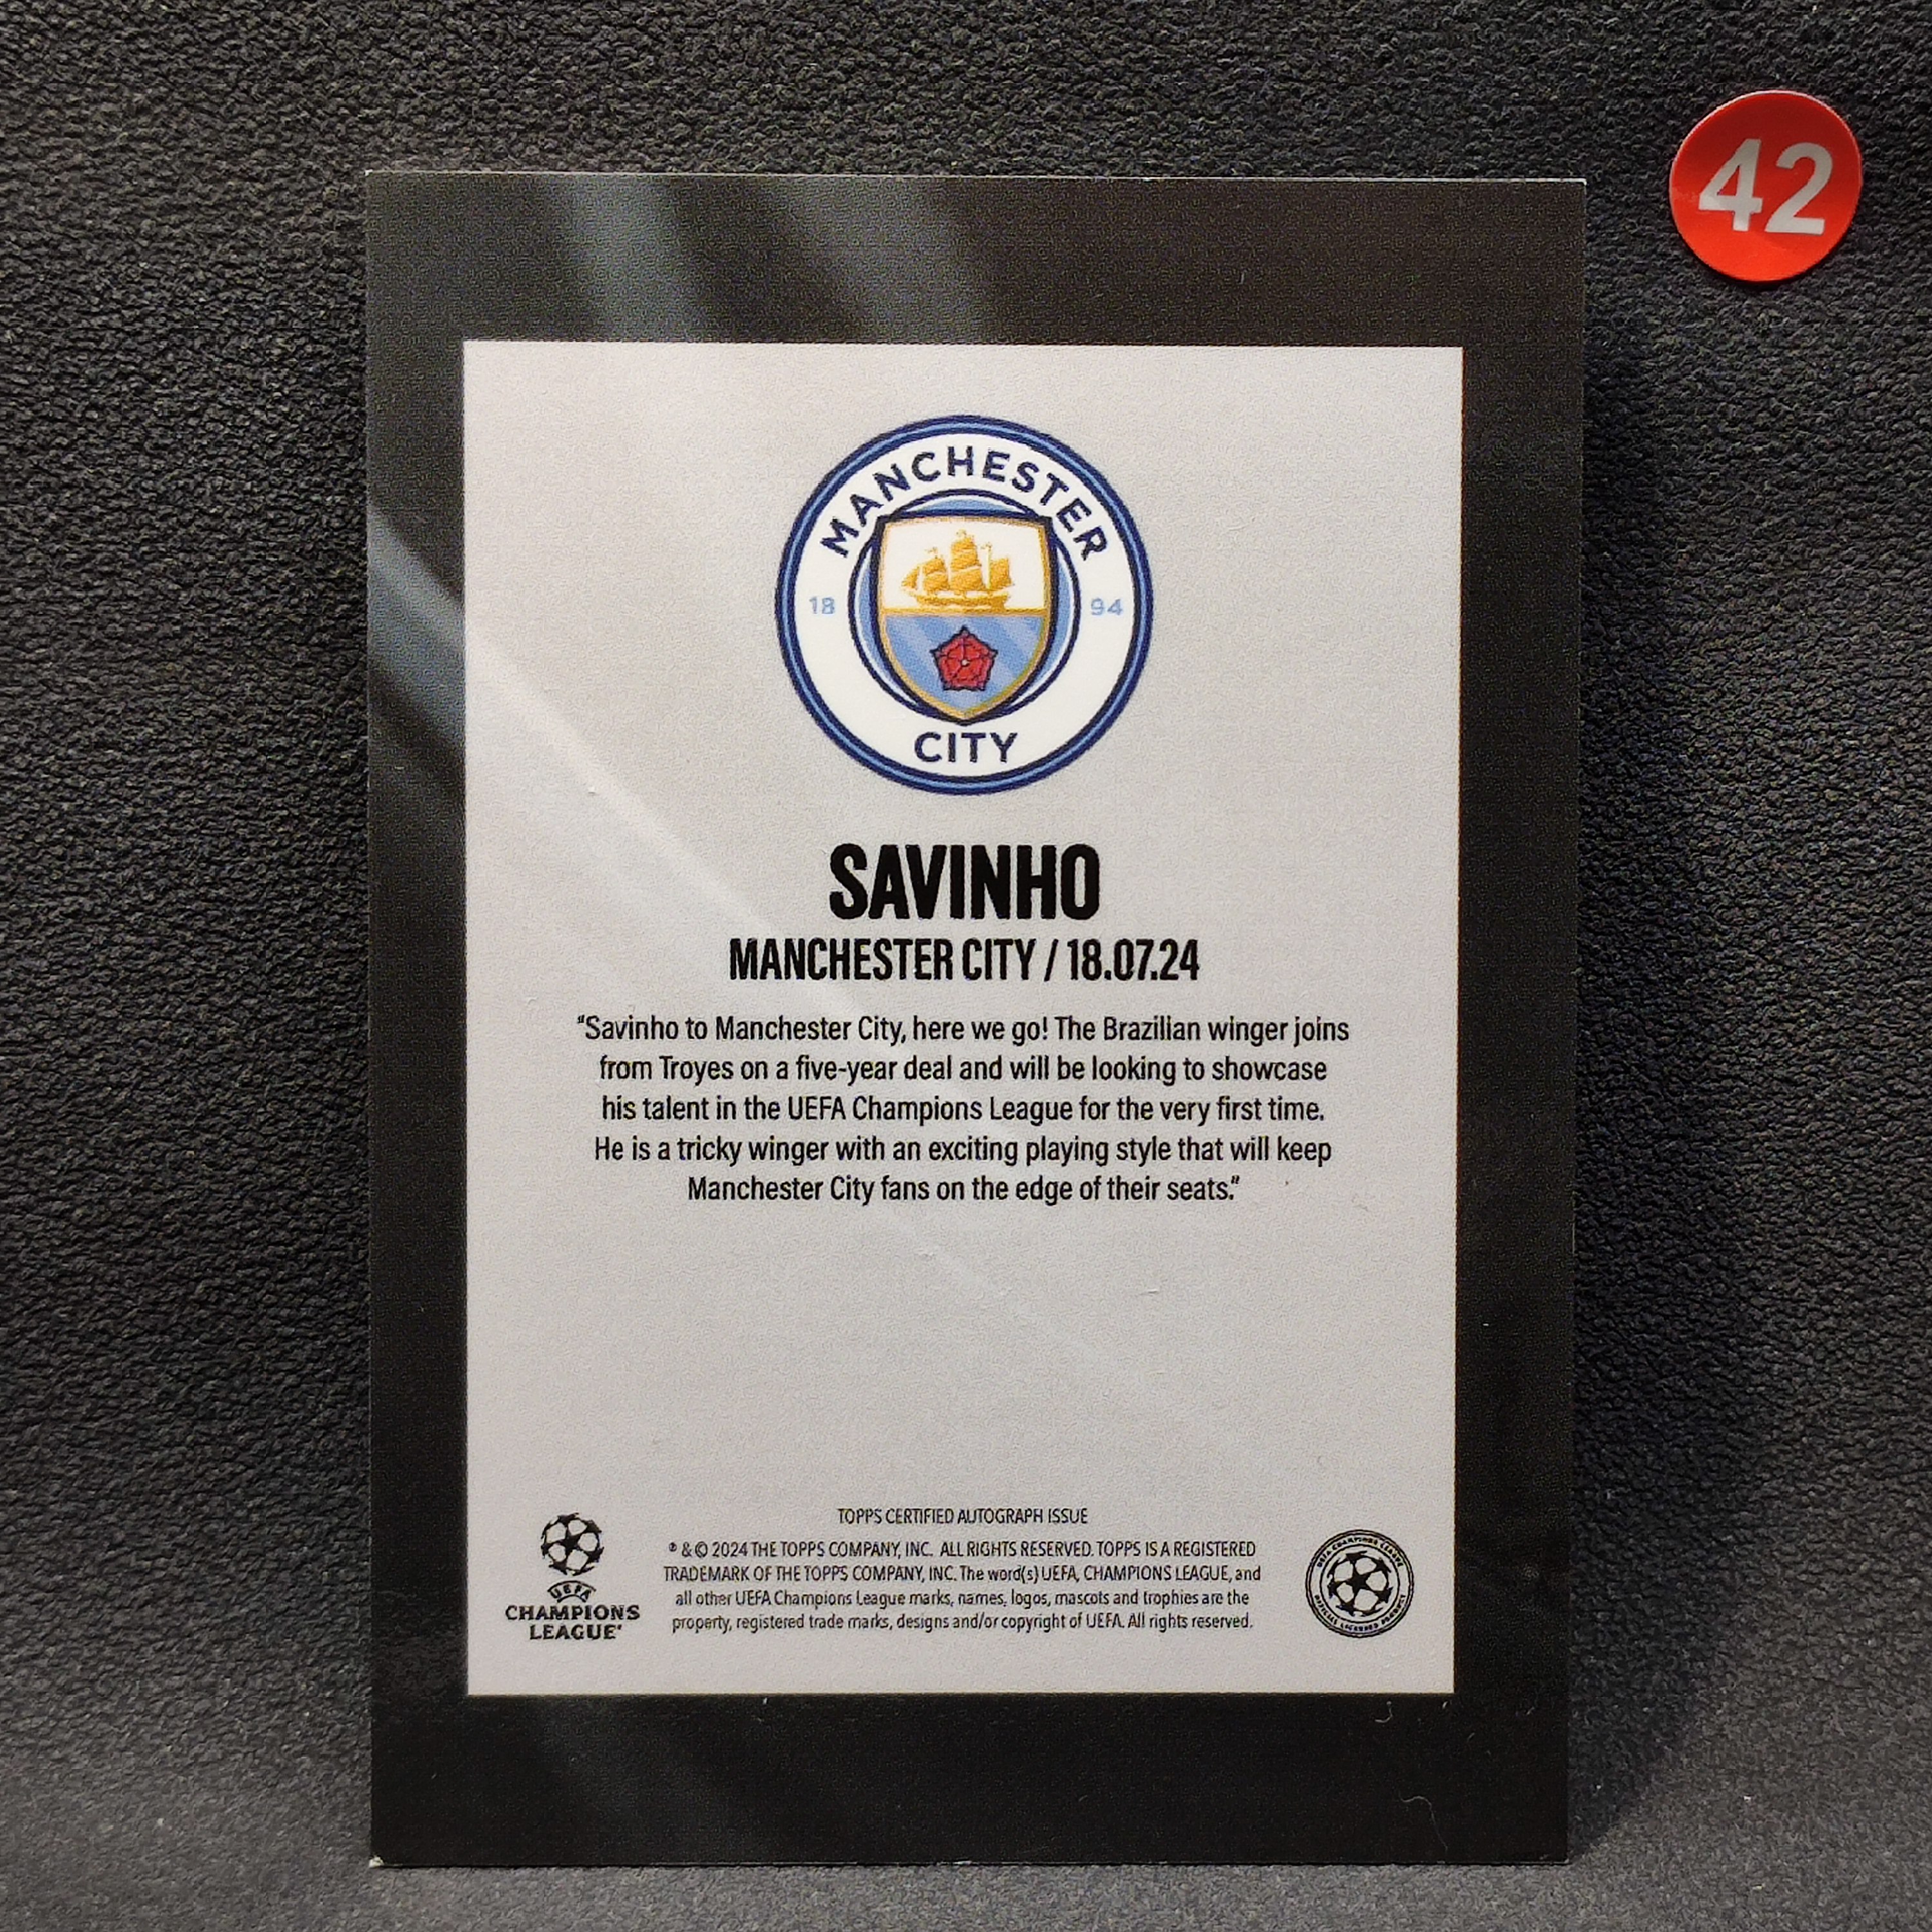 42
MANCHESTER
18 94
CITY
SAVINHO
MANCHESTER CITY / 18.07.24
"Savinho to Manchester City, here we go! The Brazilian winger joins
from Troyes on a five-year deal and will be looking to showcase
his talent in the UEFA Champions League for the very first time.
He is a tricky winger with an exciting playing style that will keep
Manchester City fans on the edge of their seats."
TOPPS CERTIFIED AUTOGRAPH ISSUE
® & © 2024 THE TOPPS COMPANY, INC. ALL RIGHTS RESERVED. TOPPS IS A REGISTERED
TRADEMARK OF THE TOPPS COMPANY, INC. The word(s) UEFA, CHAMPIONS LEAGUE, and
all other UEFA Champions League marks, names, logos, mascots and trophies are the
property, registered trade marks, designs and/or copyright of UEFA. All rights reserved.
UEFA
CHAMPIONS
LEAGUE
UEFA CHAMPIONS LEAGUE
OFFICIAL LICENSED PRODUCT